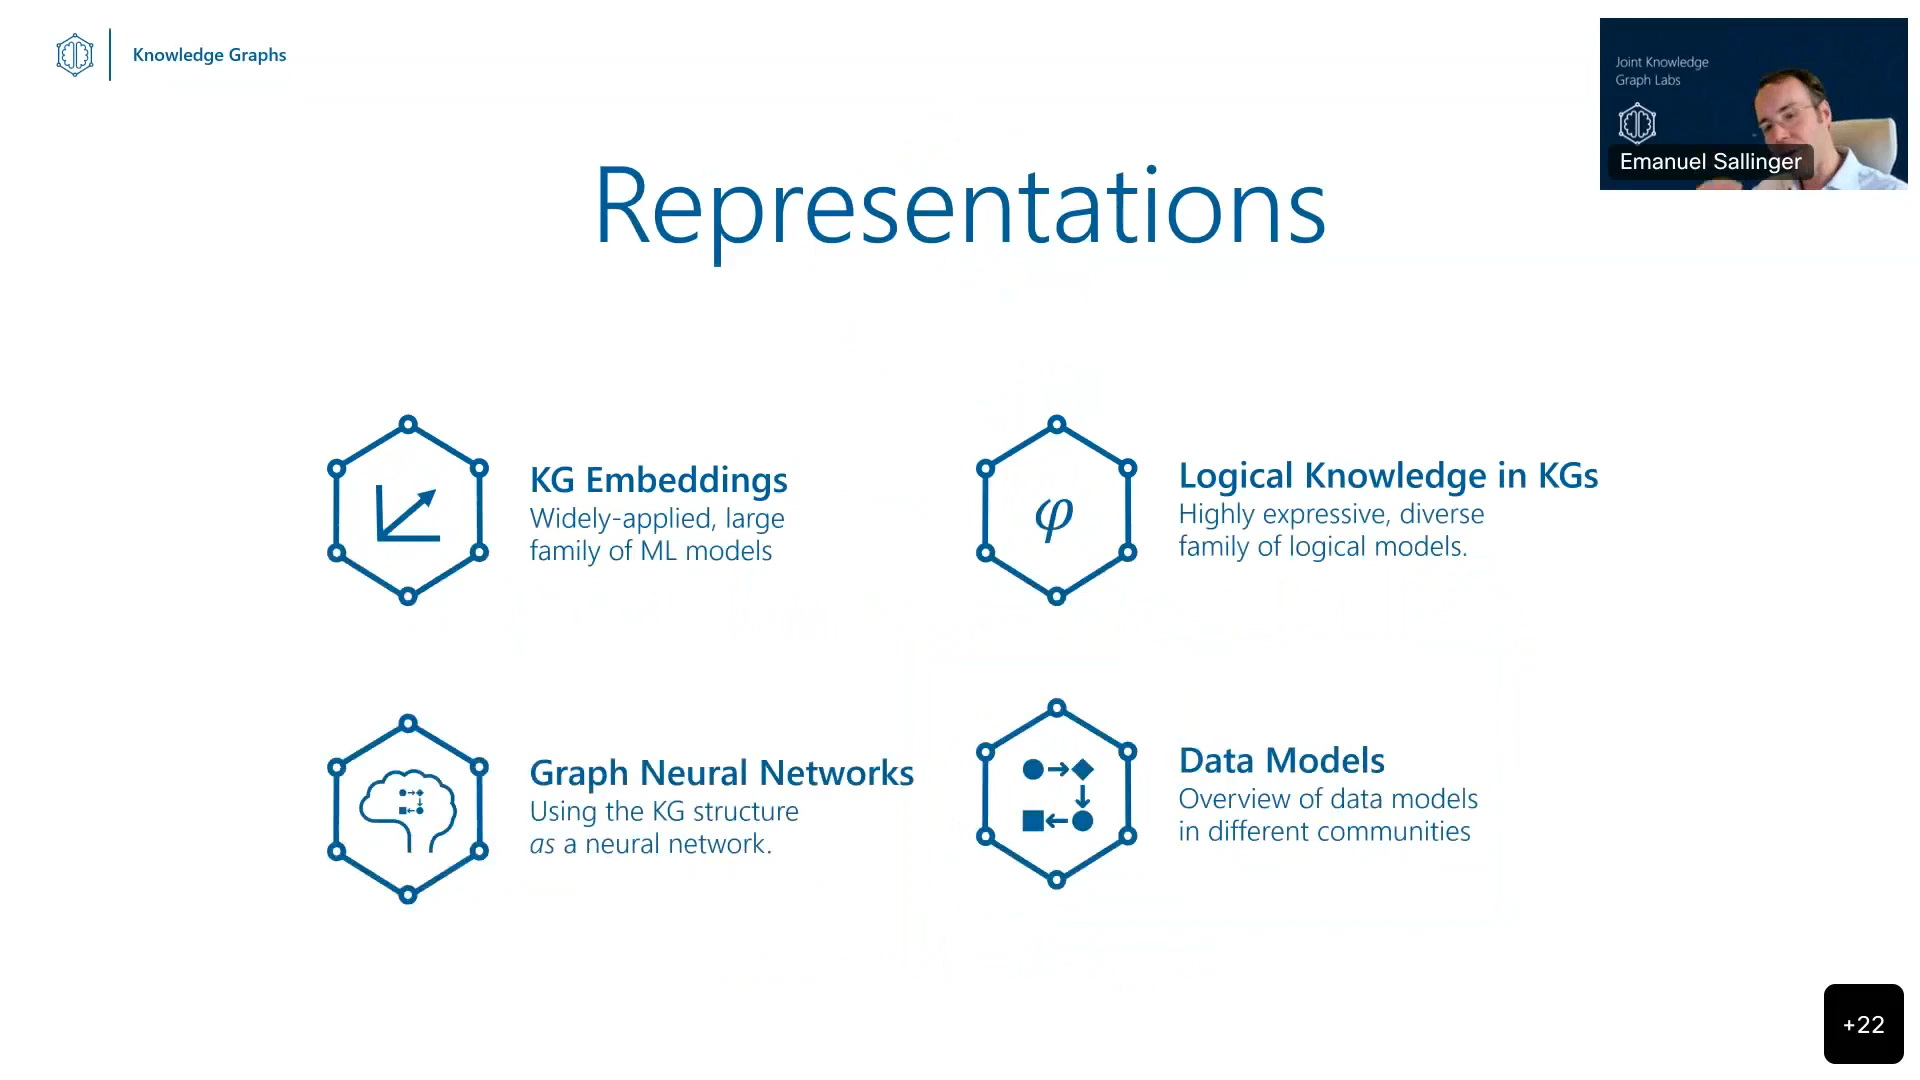 Knowledge Graphs
Joint Knowledge
Graph Labs
Emanuel Sallinger
Representations
KG Embeddings
Widely-applied, large
family of ML models
Logical Knowledge in KGs
Highly expressive, diverse
family of logical models.
φ
Graph Neural Networks
Using the KG structure
as a neural network.
Data Models
Overview of data models
in different communities
+22